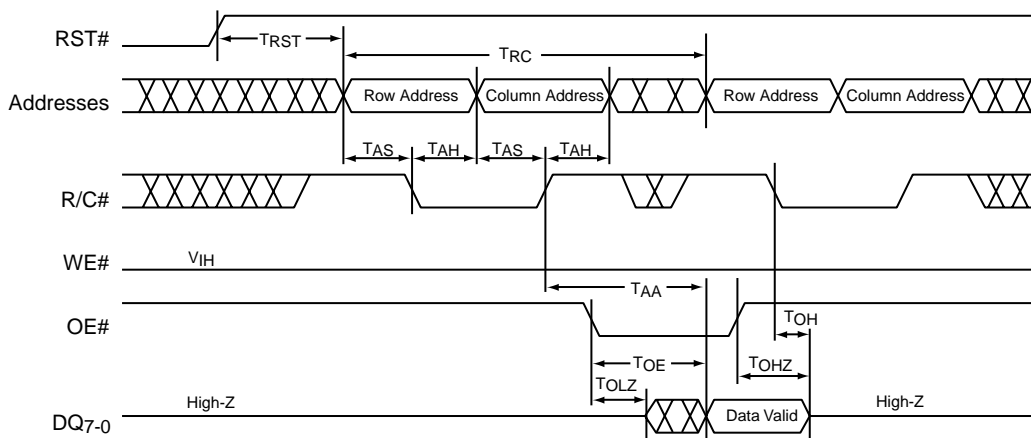 RST#
TRST
TRC
Addresses
Row Address
Column Address
Row Address
Column Address
TAS
TAH
TAS
TAH
R/C#
WE#
VIH
TAA
OE#
TOH
TOE
TOHZ
TOLZ
DQ7-0
High-Z
Data Valid
High-Z